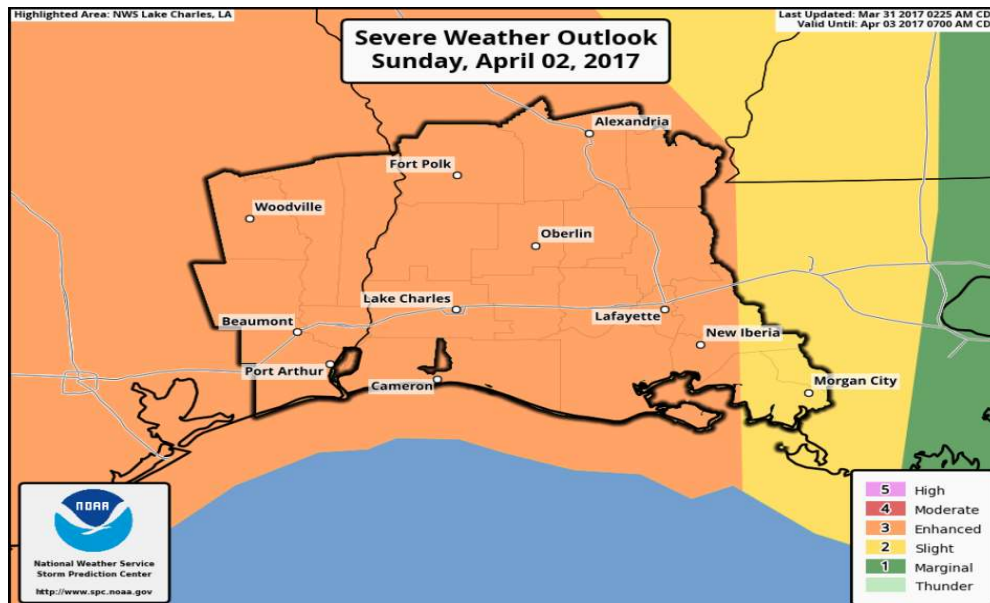 Highlighted Area: NWS Lake Charles, LA
Last Updated: Mar 31 2017 0225 AM CD
Valid Until: Apr 03 2017 0700 AM CD
Severe Weather Outlook
Sunday, April 02, 2017
Alexandria
Fort Polk
Woodville
Oberlin
Lake Charles
Beaumont
Lafayette
New Iberia
Port Arthur
Cameron
Morgan City
NOAA
National Weather Service
Storm Prediction Center
http://www.spc.noaa.gov
5 High
4 Moderate
3 Enhanced
2 Slight
1 Marginal
Thunder